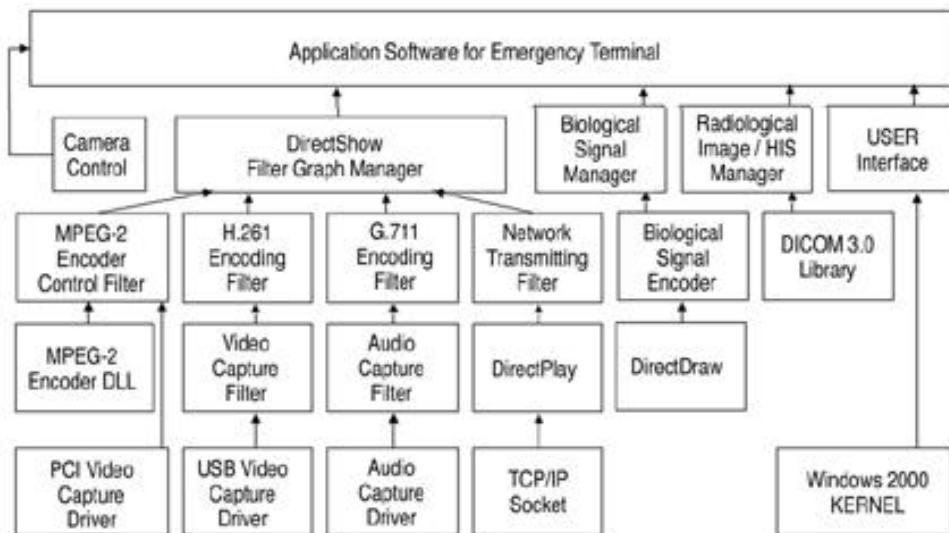 Application Software for Emergency Terminal
Camera
Control
DirectShow
Filter Graph Manager
Biological
Signal
Manager
Radiological
Image / HIS
Manager
USER
Interface
MPEG-2
Encoder
Control Filter
H.261
Encoding
Filter
G.711
Encoding
Filter
Network
Transmitting
Filter
Biological
Signal
Encoder
DICOM 3.0
Library
MPEG-2
Encoder DLL
Video
Capture
Filter
Audio
Capture
Filter
DirectPlay
DirectDraw
PCI Video
Capture
Driver
USB Video
Capture
Driver
Audio
Capture
Driver
TCP/IP
Socket
Windows 2000
KERNEL